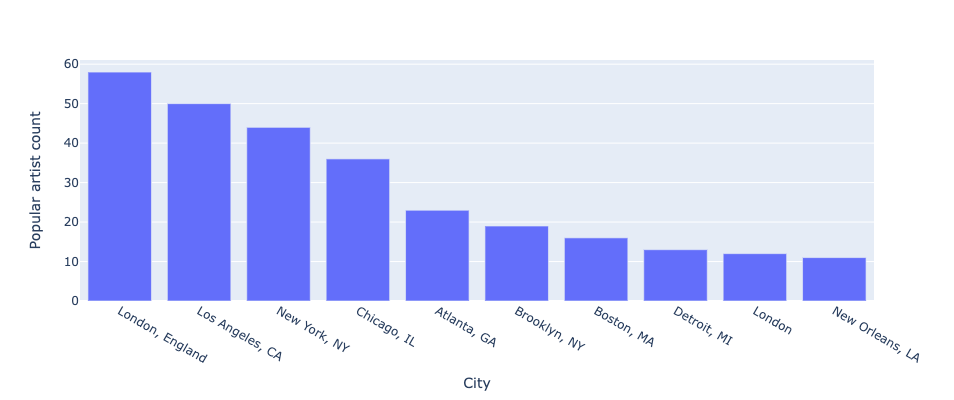 60
50
40
30
20
10
0
Popular artist count
London, England
Los Angeles, CA
New York, NY
Chicago, IL
Atlanta, GA
Brooklyn, NY
Boston, MA
Detroit, MI
London
New Orleans, LA
City